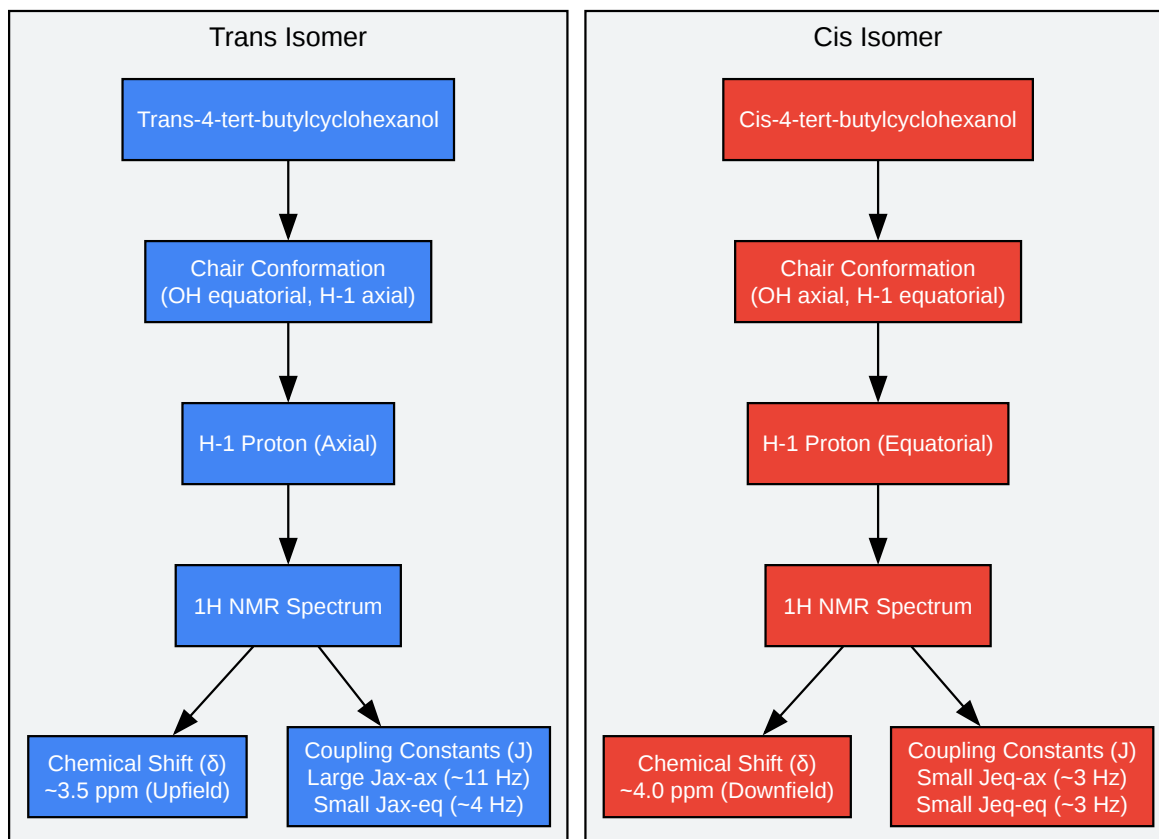 Trans Isomer
Trans-4-tert-butylcyclohexanol
Chair Conformation
(OH equatorial, H-1 axial)
H-1 Proton (Axial)
1H NMR Spectrum
Chemical Shift (δ)
~3.5 ppm (Upfield)
Coupling Constants (J)
Large Jax-ax (~11 Hz)
Small Jax-eq (~4 Hz)
Cis Isomer
Cis-4-tert-butylcyclohexanol
Chair Conformation
(OH axial, H-1 equatorial)
H-1 Proton (Equatorial)
1H NMR Spectrum
Chemical Shift (δ)
~4.0 ppm (Downfield)
Coupling Constants (J)
Small Jeq-ax (~3 Hz)
Small Jeq-eq (~3 Hz)